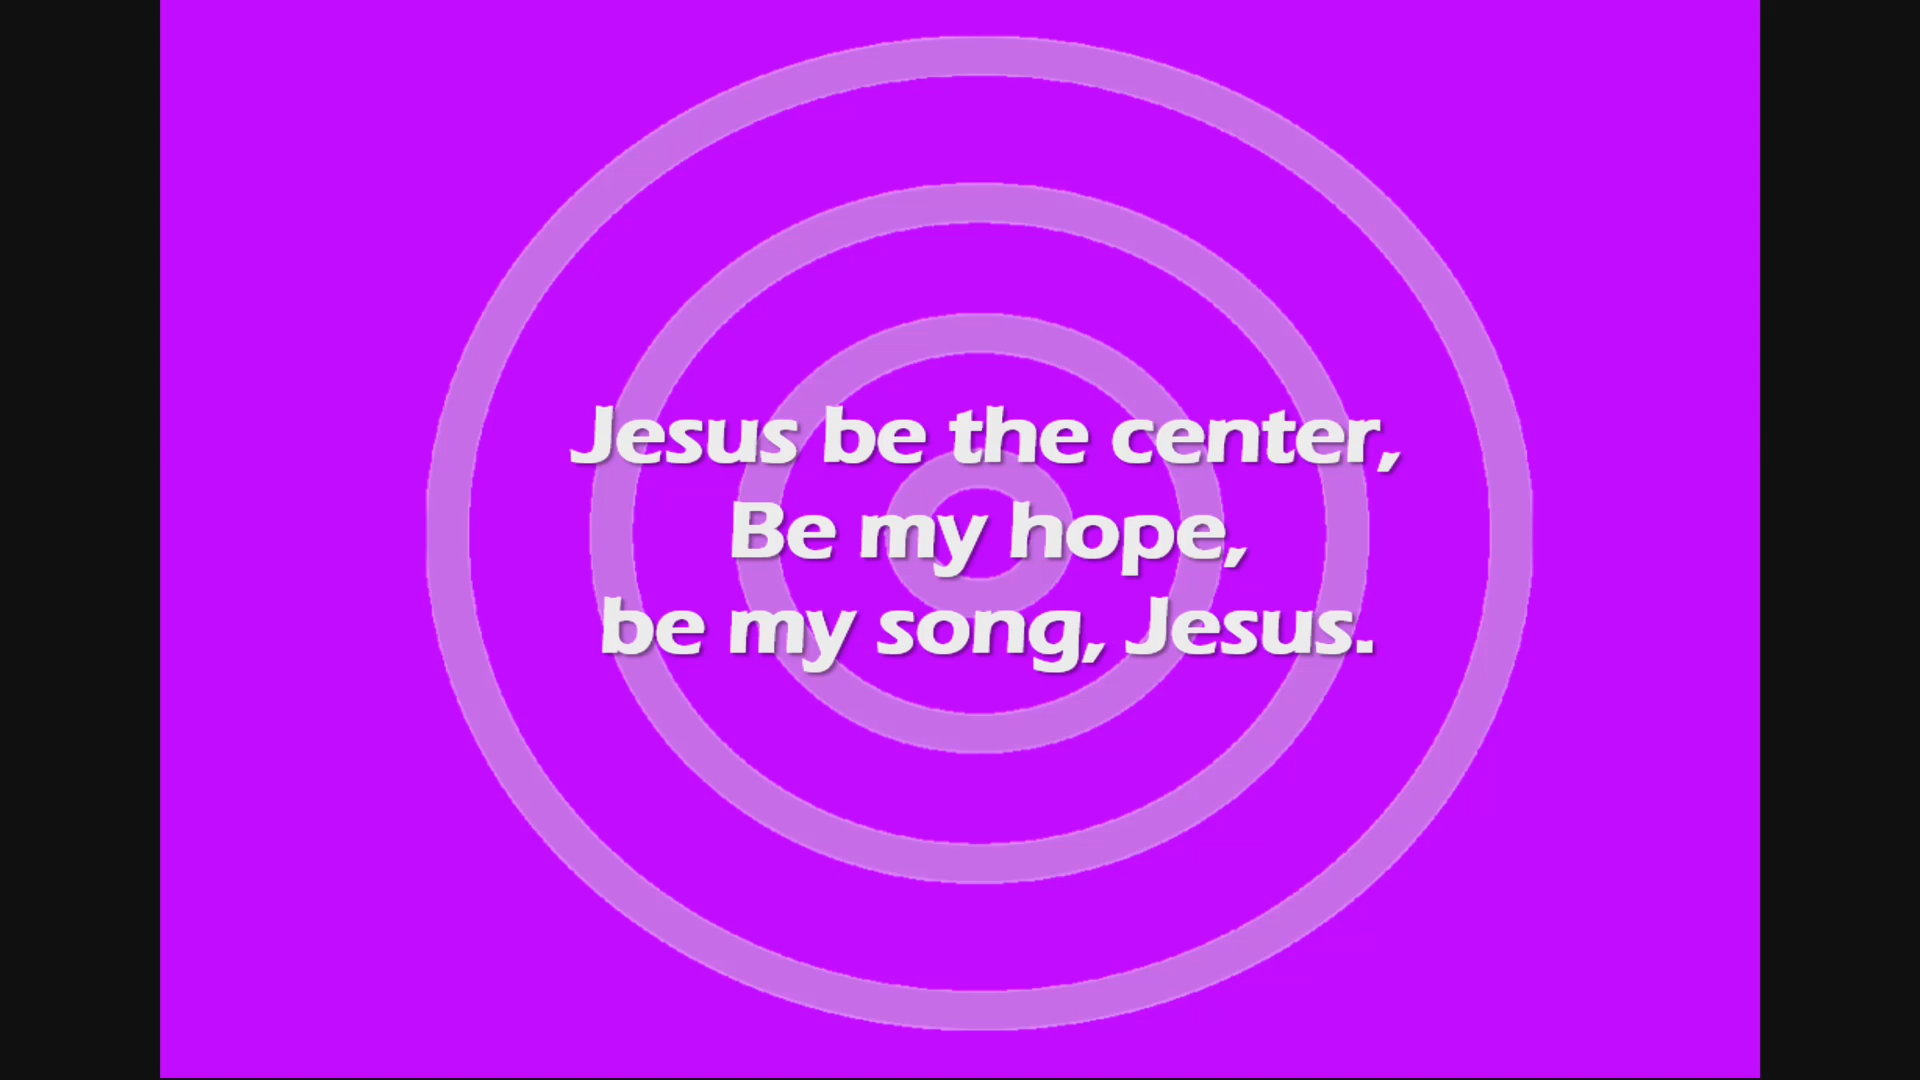 Jesus be the center,
Be my hope,
be my song, Jesus.